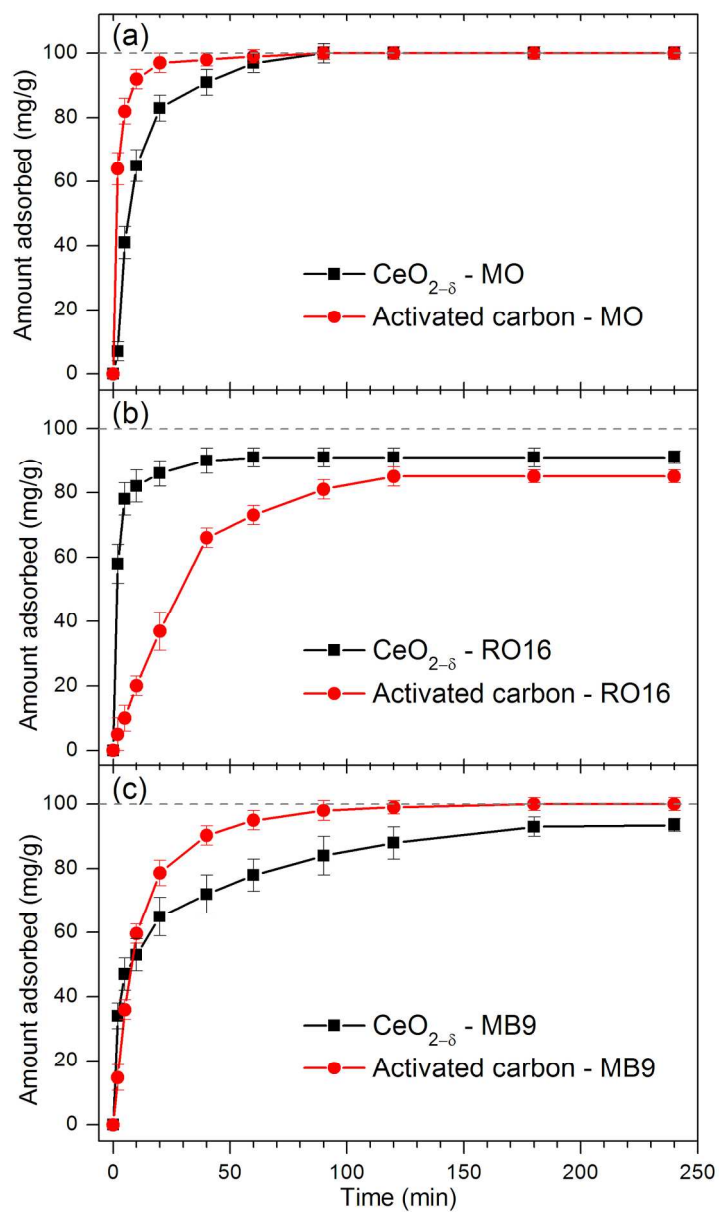 (a)
Amount adsorbed (mg/g)
100
80
60
40
20
0
CeO₂₋δ - MO
Activated carbon - MO
(b)
Amount adsorbed (mg/g)
100
80
60
40
20
0
CeO₂₋δ - RO16
Activated carbon - RO16
(c)
Amount adsorbed (mg/g)
100
80
60
40
20
0
CeO₂₋δ - MB9
Activated carbon - MB9
0 50 100 150 200 250
Time (min)